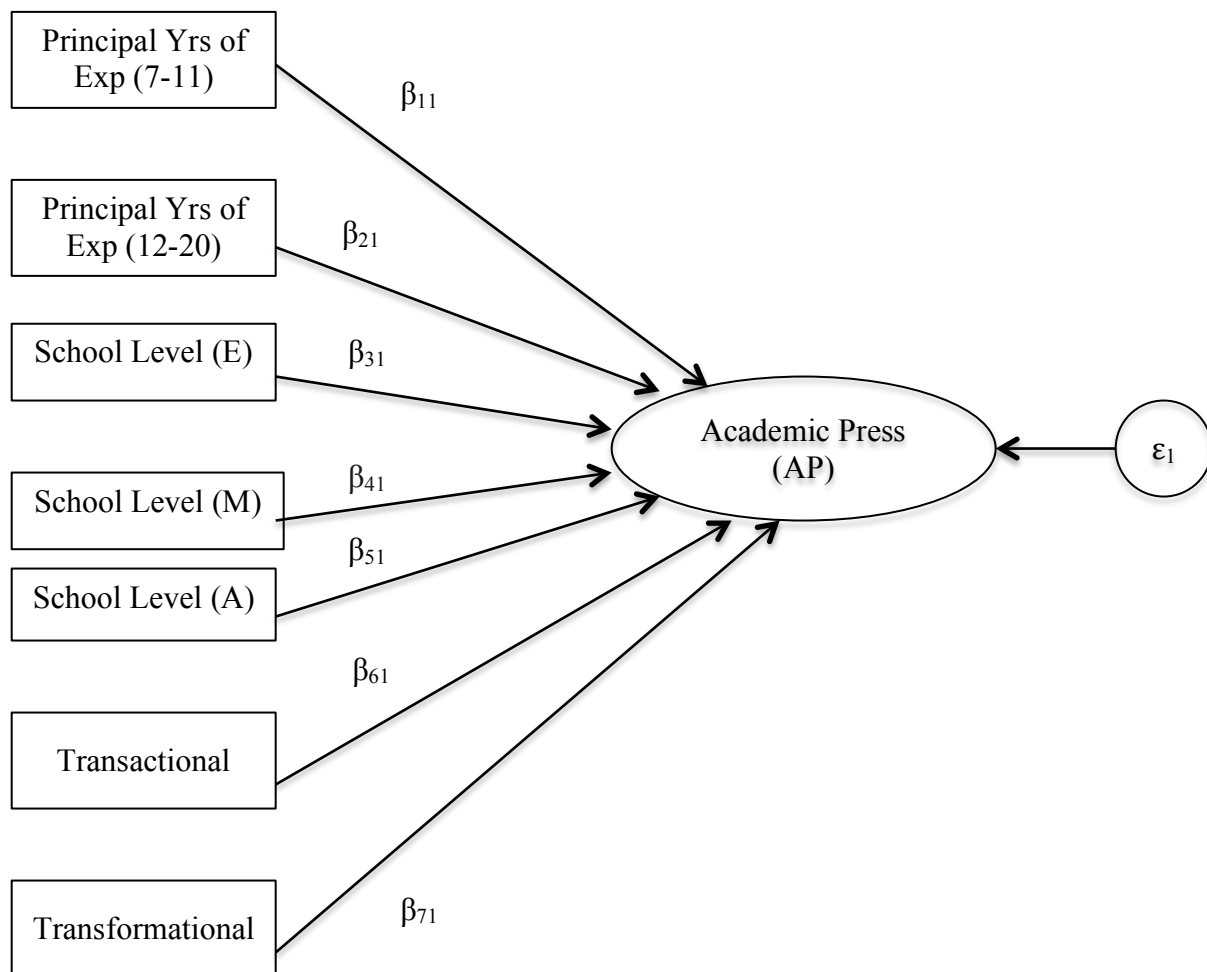 Principal Yrs of
Exp (7-11)
β₁₁
Principal Yrs of
Exp (12-20)
β₂₁
School Level (E)
β₃₁
Academic Press
(AP)
ε₁
School Level (M)
β₄₁
β₅₁
School Level (A)
β₆₁
Transactional
Transformational
β₇₁